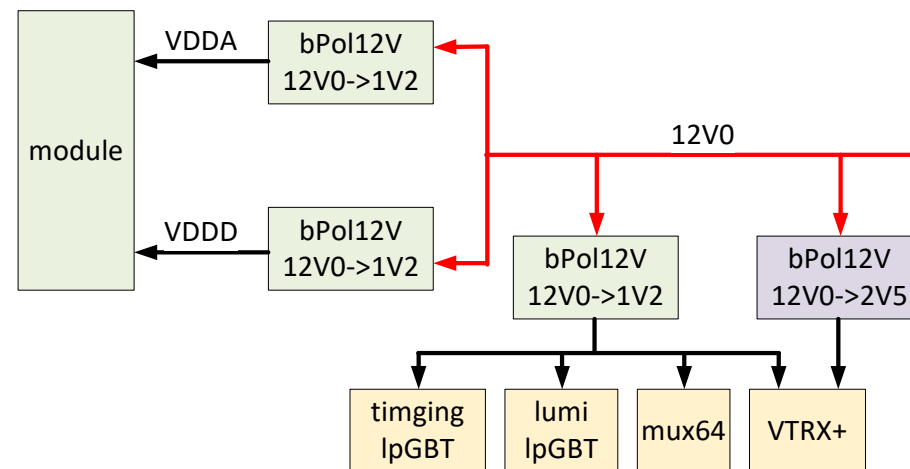 VDDA
bPol12V
12V0->1V2
module
12V0
VDDD
bPol12V
12V0->1V2
bPol12V
12V0->1V2
bPol12V
12V0->2V5
timging
lpGBT
lumi
lpGBT
mux64
VTRX+